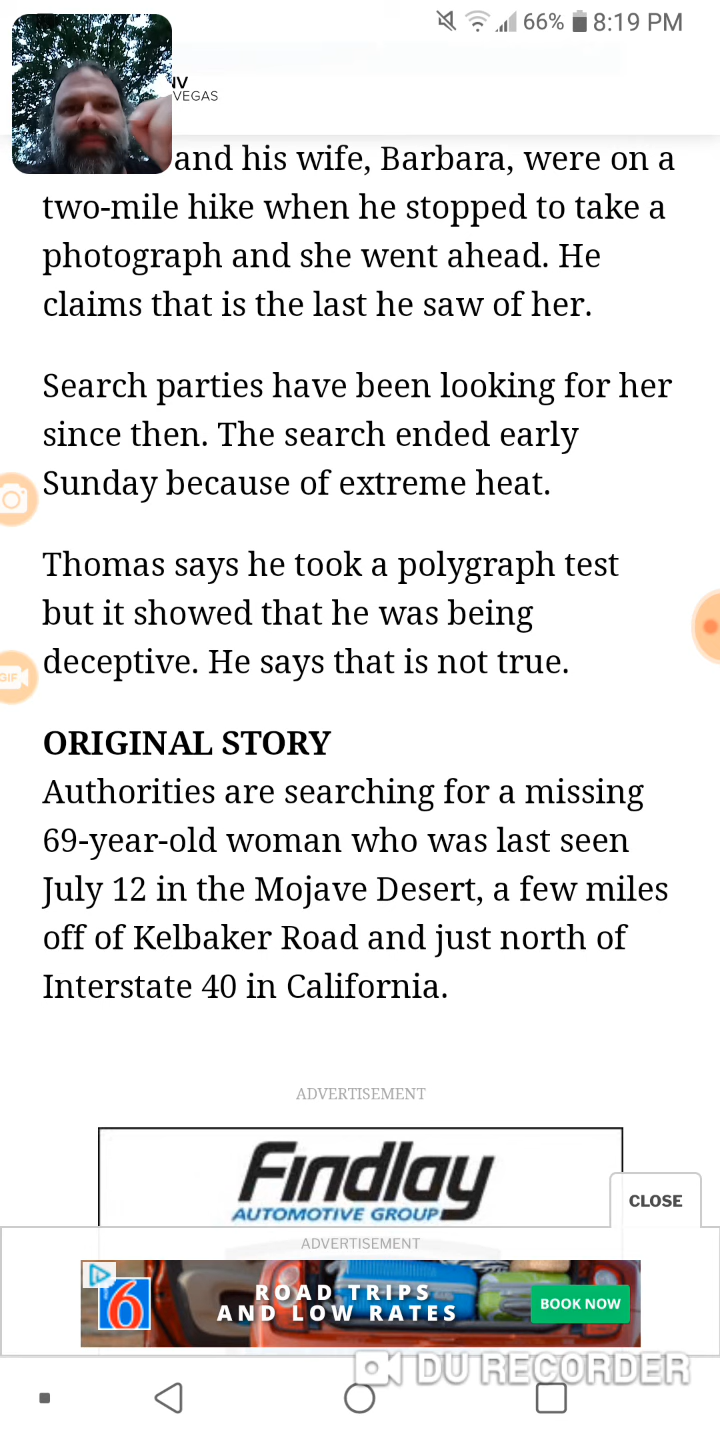 66% 8:19 PM
VEGAS
and his wife, Barbara, were on a
two-mile hike when he stopped to take a
photograph and she went ahead. He
claims that is the last he saw of her.
Search parties have been looking for her
since then. The search ended early
Sunday because of extreme heat.
Thomas says he took a polygraph test
but it showed that he was being
deceptive. He says that is not true.
GIF
ORIGINAL STORY
Authorities are searching for a missing
69-year-old woman who was last seen
July 12 in the Mojave Desert, a few miles
off of Kelbaker Road and just north of
Interstate 40 in California.
ADVERTISEMENT
Findlay
AUTOMOTIVE GROUP
CLOSE
ADVERTISEMENT
6
ROAD TRIPS
AND LOW RATES
BOOK NOW
DU RECORDER